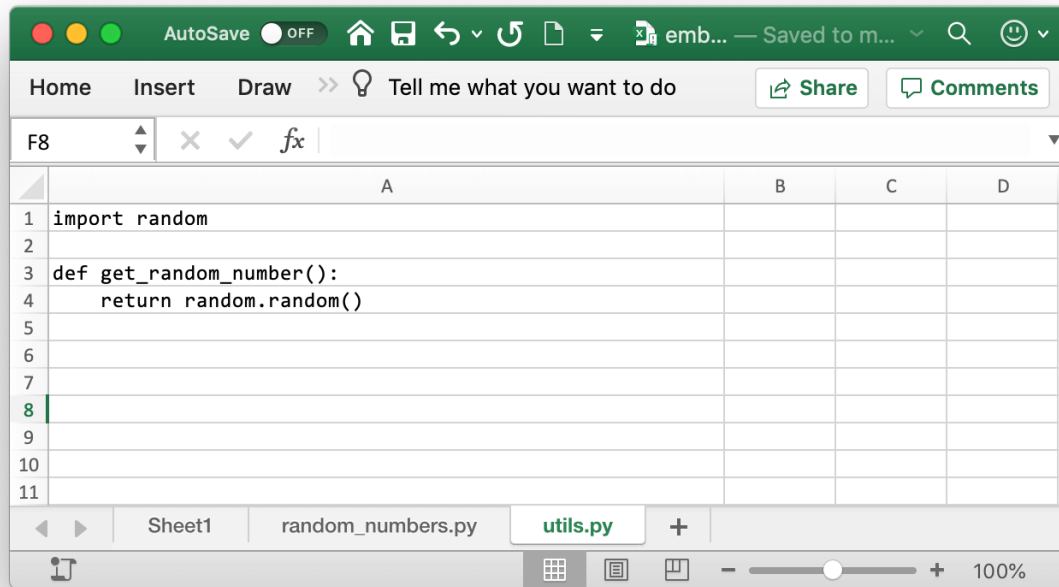 AutoSave OFF emb... — Saved to m...
Home Insert Draw Tell me what you want to do Share Comments
F8 fx
A B C D
1 import random
2
3 def get_random_number():
4     return random.random()
5
6
7
8
9
10
11
Sheet1 random_numbers.py utils.py +
100%